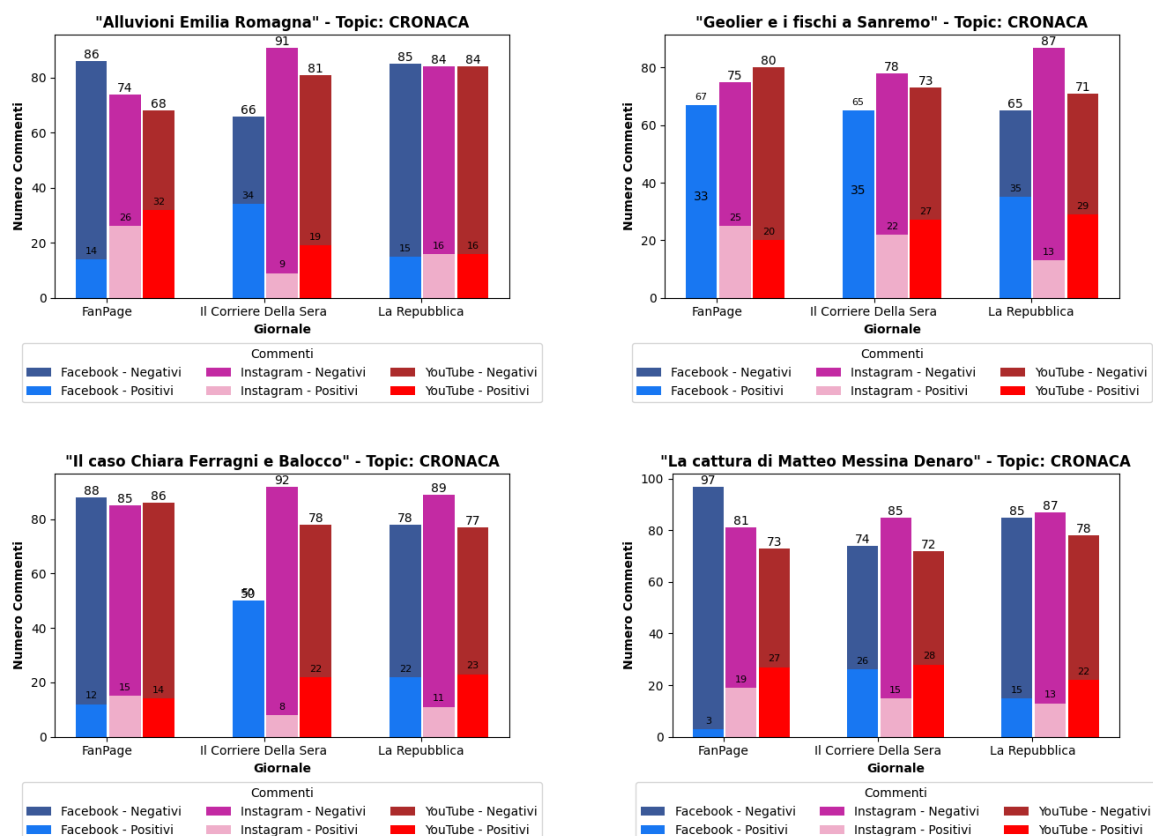 "Alluvioni Emilia Romagna" - Topic: CRONACA
86 74 68 66 91 81 85 84 84
14 26 32 34 9 19 15 16 16
0 20 40 60 80
Numero Commenti
FanPage Il Corriere Della Sera La Repubblica
Giornale
Commenti
Facebook - Negativi Instagram - Negativi YouTube - Negativi
Facebook - Positivi Instagram - Positivi YouTube - Positivi
"Geolier e i fischi a Sanremo" - Topic: CRONACA
67 75 80 65 78 73 65 87 71
33 25 20 35 22 27 35 13 29
0 20 40 60 80
Numero Commenti
FanPage Il Corriere Della Sera La Repubblica
Giornale
Commenti
Facebook - Negativi Instagram - Negativi YouTube - Negativi
Facebook - Positivi Instagram - Positivi YouTube - Positivi
"Il caso Chiara Ferragni e Balocco" - Topic: CRONACA
88 85 86 50 92 78 78 89 77
12 15 14 8 22 22 11 23
0 20 40 60 80
Numero Commenti
FanPage Il Corriere Della Sera La Repubblica
Giornale
Commenti
Facebook - Negativi Instagram - Negativi YouTube - Negativi
Facebook - Positivi Instagram - Positivi YouTube - Positivi
"La cattura di Matteo Messina Denaro" - Topic: CRONACA
97 81 73 74 85 72 85 87 78
3 19 27 26 15 28 15 13 22
0 20 40 60 80 100
Numero Commenti
FanPage Il Corriere Della Sera La Repubblica
Giornale
Commenti
Facebook - Negativi Instagram - Negativi YouTube - Negativi
Facebook - Positivi Instagram - Positivi YouTube - Positivi